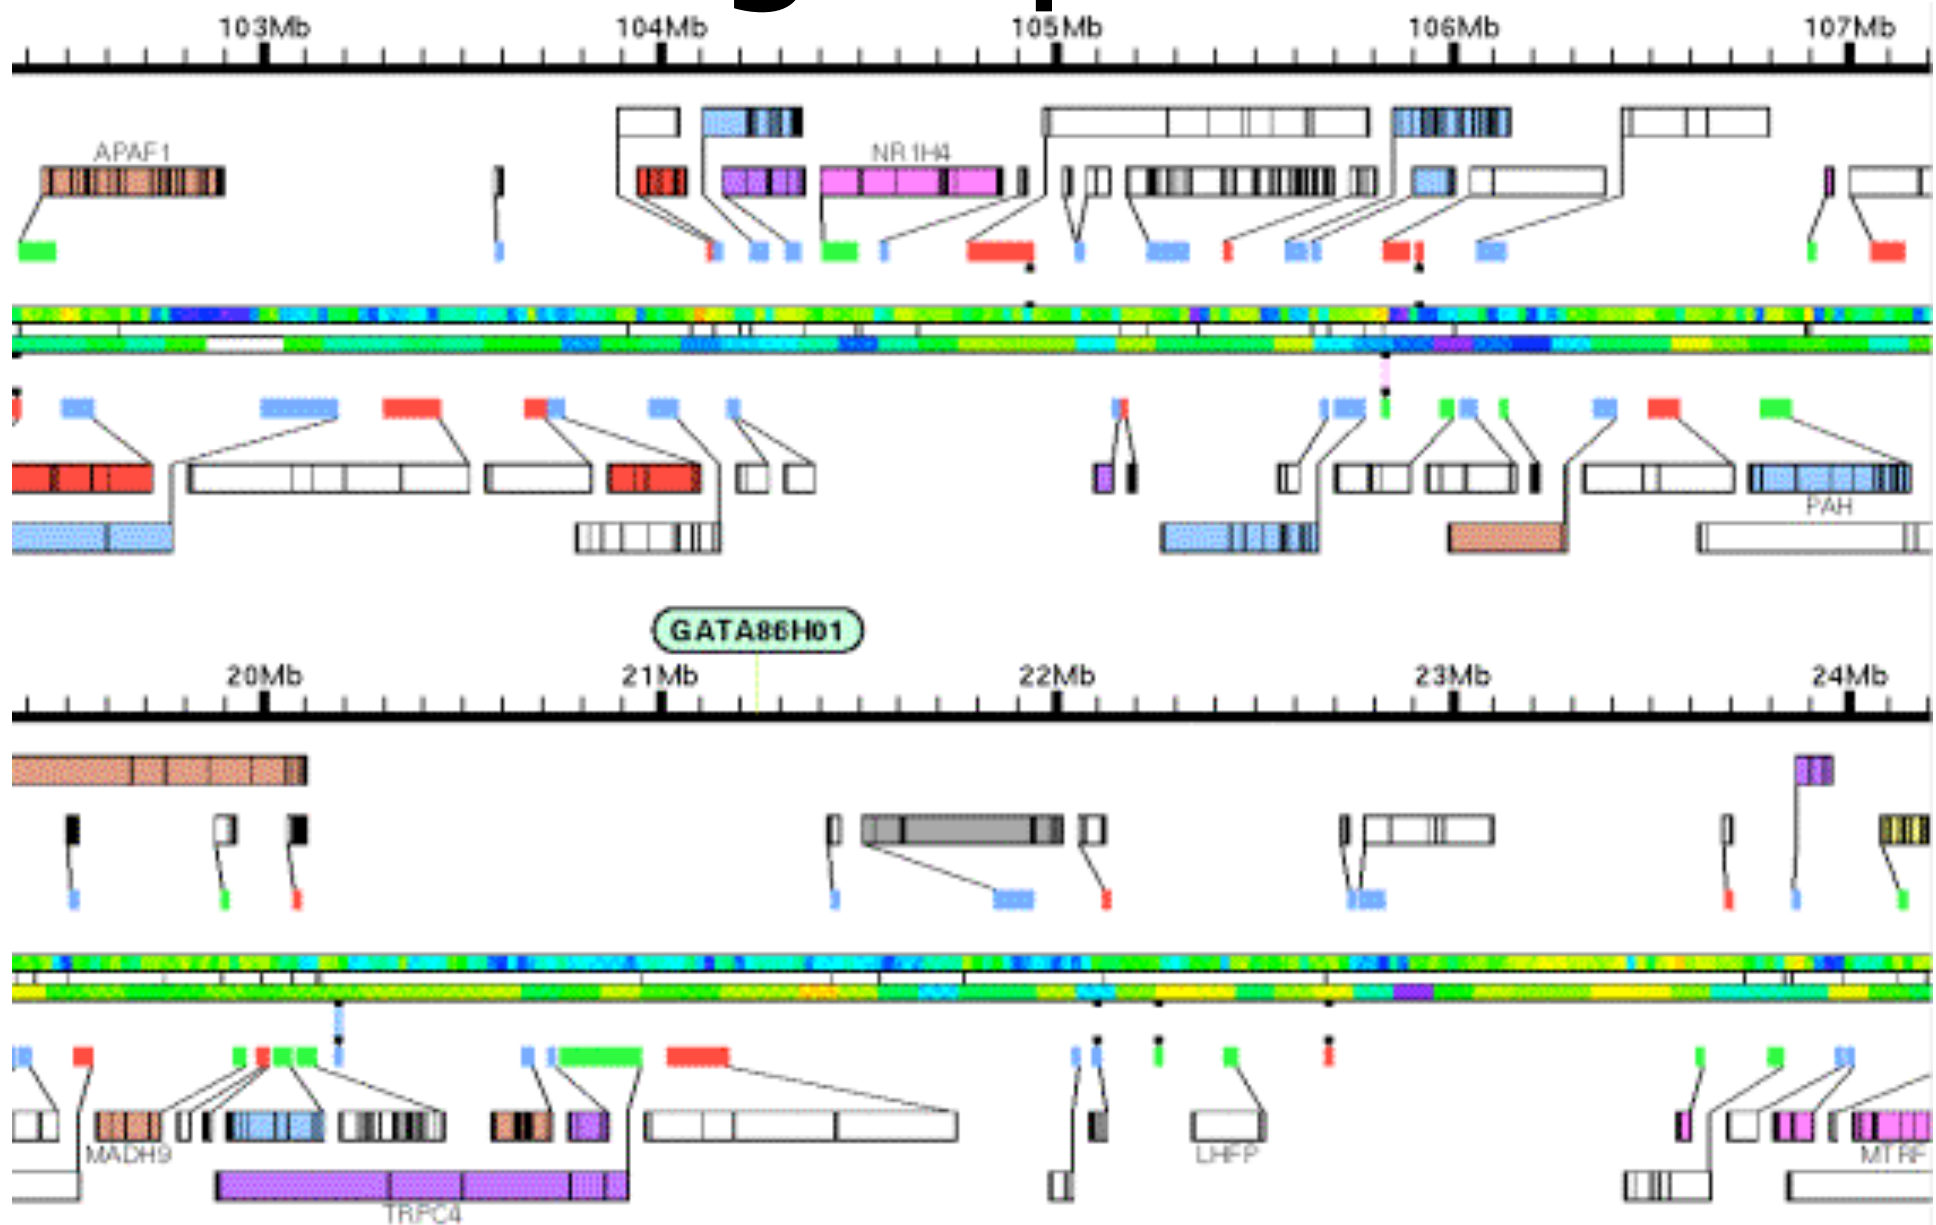 103Mb 104Mb 105Mb 106Mb 107Mb
APAF1 NR1H4
PAH
GATA86H01
20Mb 21Mb 22Mb 23Mb 24Mb
MADH9 LHFP MTRF
TRPC4